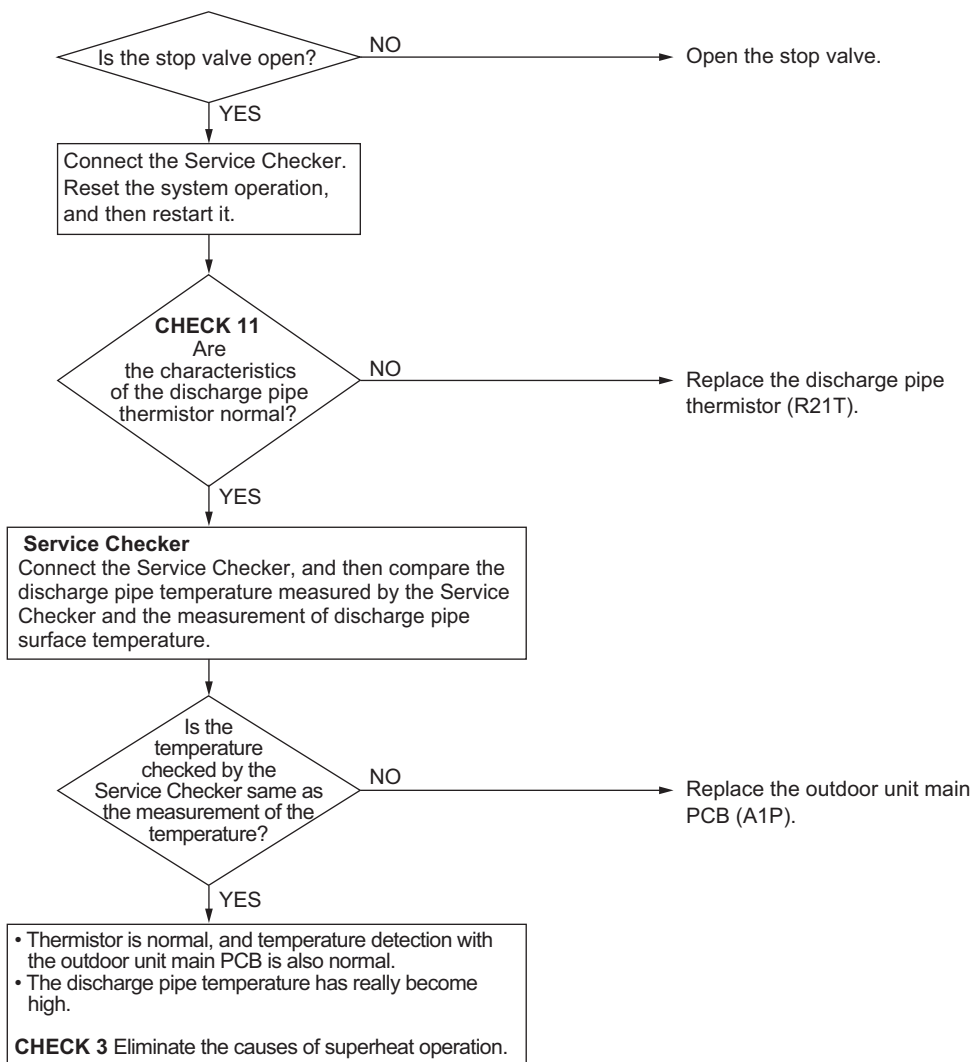 Is the stop valve open?
NO
Open the stop valve.
YES
Connect the Service Checker.
Reset the system operation,
and then restart it.
CHECK 11
Are
the characteristics
of the discharge pipe
thermistor normal?
NO
Replace the discharge pipe
thermistor (R21T).
YES
Service Checker
Connect the Service Checker, and then compare the
discharge pipe temperature measured by the Service
Checker and the measurement of discharge pipe
surface temperature.
Is the
temperature
checked by the
Service Checker same as
the measurement of the
temperature?
NO
Replace the outdoor unit main
PCB (A1P).
YES
• Thermistor is normal, and temperature detection with
the outdoor unit main PCB is also normal.
• The discharge pipe temperature has really become
high.
CHECK 3 Eliminate the causes of superheat operation.